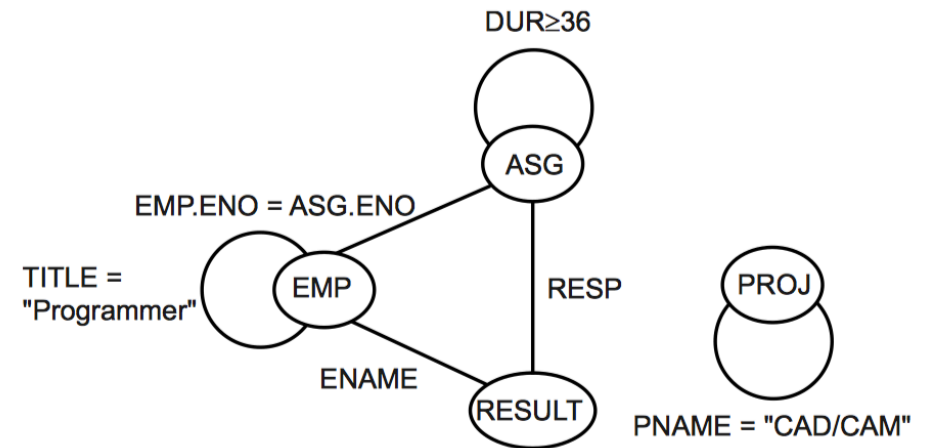 DUR≥36
ASG
EMP.ENO = ASG.ENO
TITLE =
"Programmer"
EMP
RESP
PROJ
ENAME
RESULT
PNAME = "CAD/CAM"